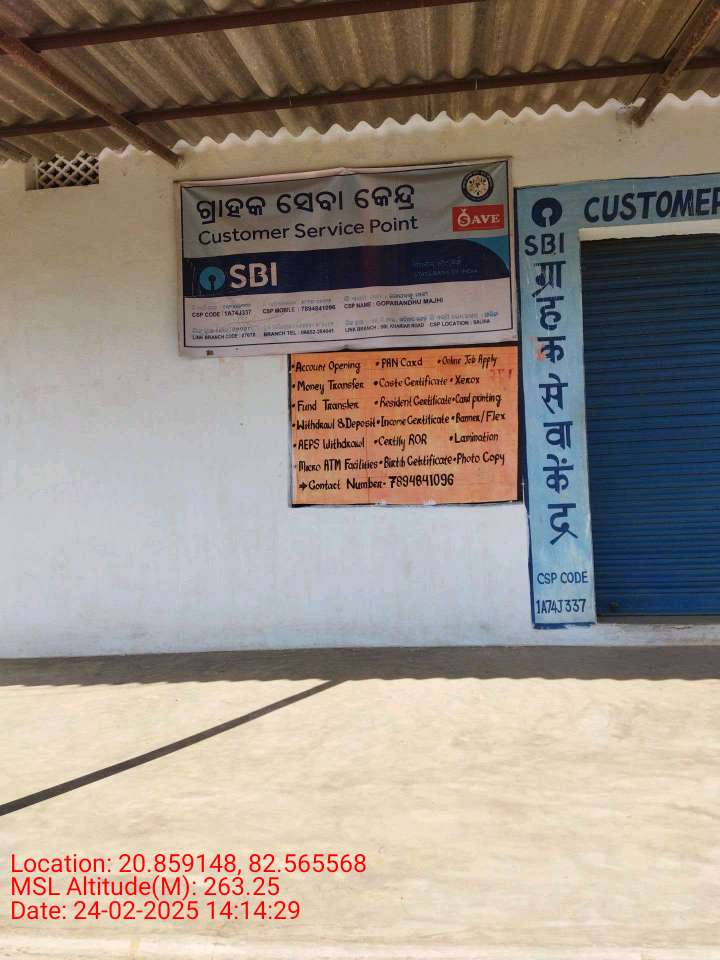 ଗ୍ରାହକ ସେବା କେନ୍ଦ୍ର
Customer Service Point
SAVE
SBI
STATE BANK OF INDIA
CSP CODE : 1A74J337 CSP MOBILE : 7894841096 CSP NAME : GOPABANDHU MAJHI
LINK BRANCH CODE : 07678 BRANCH TEL : 06652-254041 LINK BRANCH : SBI, KHARIAR ROAD CSP LOCATION : SALIHA
• Account Opening • PAN Card • Online Job Apply
• Money Transfer • Caste Certificate • Xerox
• Fund Transfer • Resident Certificate • Card printing
• Withdrawl & Deposit • Income Certificate • Banner/Flex
• AEPS Withdrawl • Certify ROR • Lamination
• Micro ATM Facilities • Birth Certificate • Photo Copy
➔ Contact Number- 7894841096
CUSTOMER
SBI
ग्राहक सेवा केंद्र
CSP CODE
1A74J337
Location: 20.859148, 82.565568
MSL Altitude(M): 263.25
Date: 24-02-2025 14:14:29